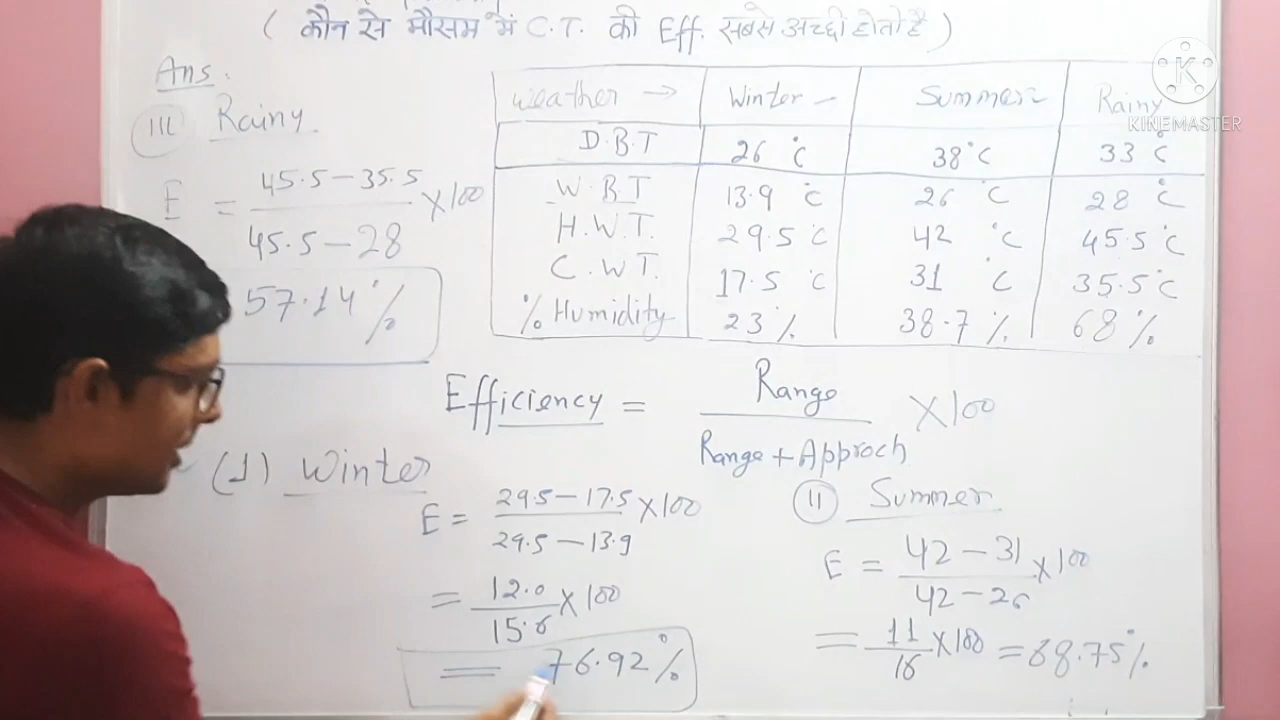 ( कौन से मौसम में C.T. की Eff. सबसे अच्छी होती है )
Ans.
III Rainy
E = 45.5 - 35.5 / 45.5 - 28 × 100
57.14 %
Weather → Winter Summer Rainy
D.B.T 26 °C 38 °C 33 °C
W.B.T 13.9 °C 26 °C 28 °C
H.W.T. 29.5 °C 42 °C 45.5 °C
C.W.T. 17.5 °C 31 °C 35.5 °C
% Humidity 23 % 38.7 % 68 %
KINEMASTER
Efficiency = Range / Range + Approch × 100
(1) Winter
E = 29.5 - 17.5 / 29.5 - 13.9 × 100
= 12.0 / 15.6 × 100
= 76.92 %
II Summer
E = 42 - 31 / 42 - 26 × 100
= 11 / 16 × 100 = 68.75 %